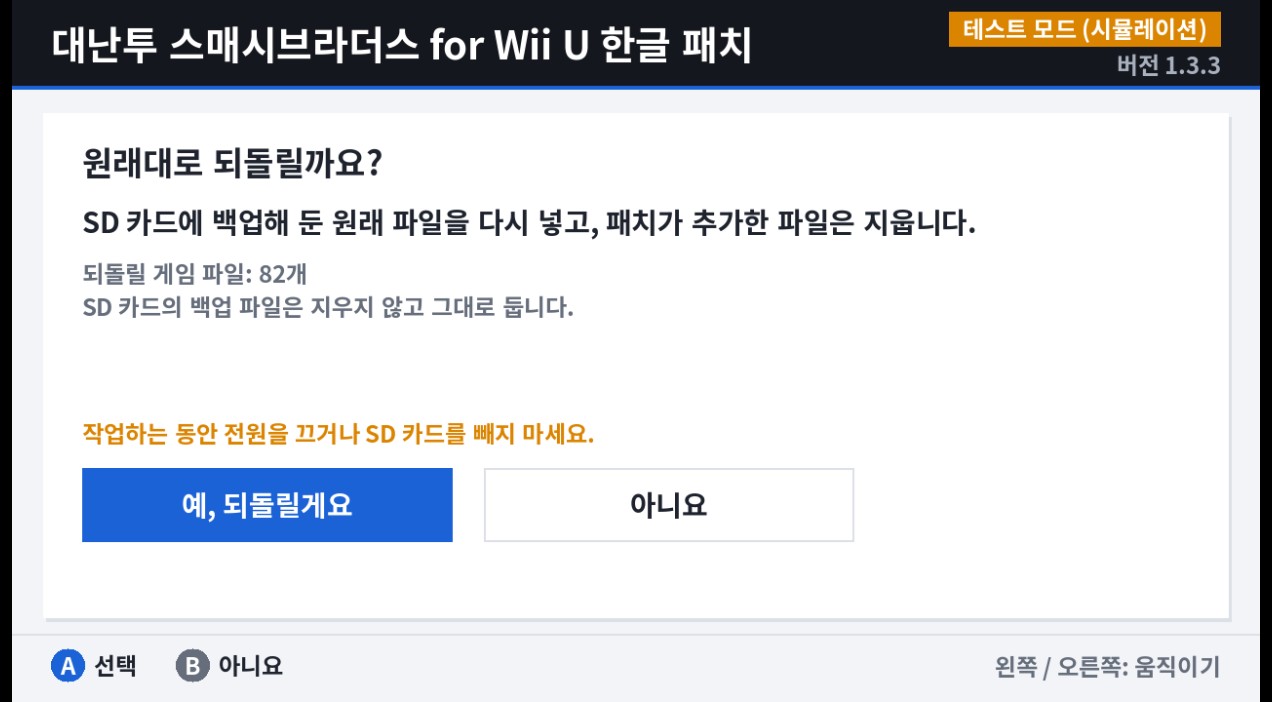 대난투 스매시브라더스 for Wii U 한글 패치
테스트 모드 (시뮬레이션)
버전 1.3.3
원래대로 되돌릴까요?
SD 카드에 백업해 둔 원래 파일을 다시 넣고, 패치가 추가한 파일은 지웁니다.
되돌릴 게임 파일: 82개
SD 카드의 백업 파일은 지우지 않고 그대로 둡니다.
작업하는 동안 전원을 끄거나 SD 카드를 빼지 마세요.
예, 되돌릴게요
아니요
A 선택
B 아니요
왼쪽 / 오른쪽: 움직이기